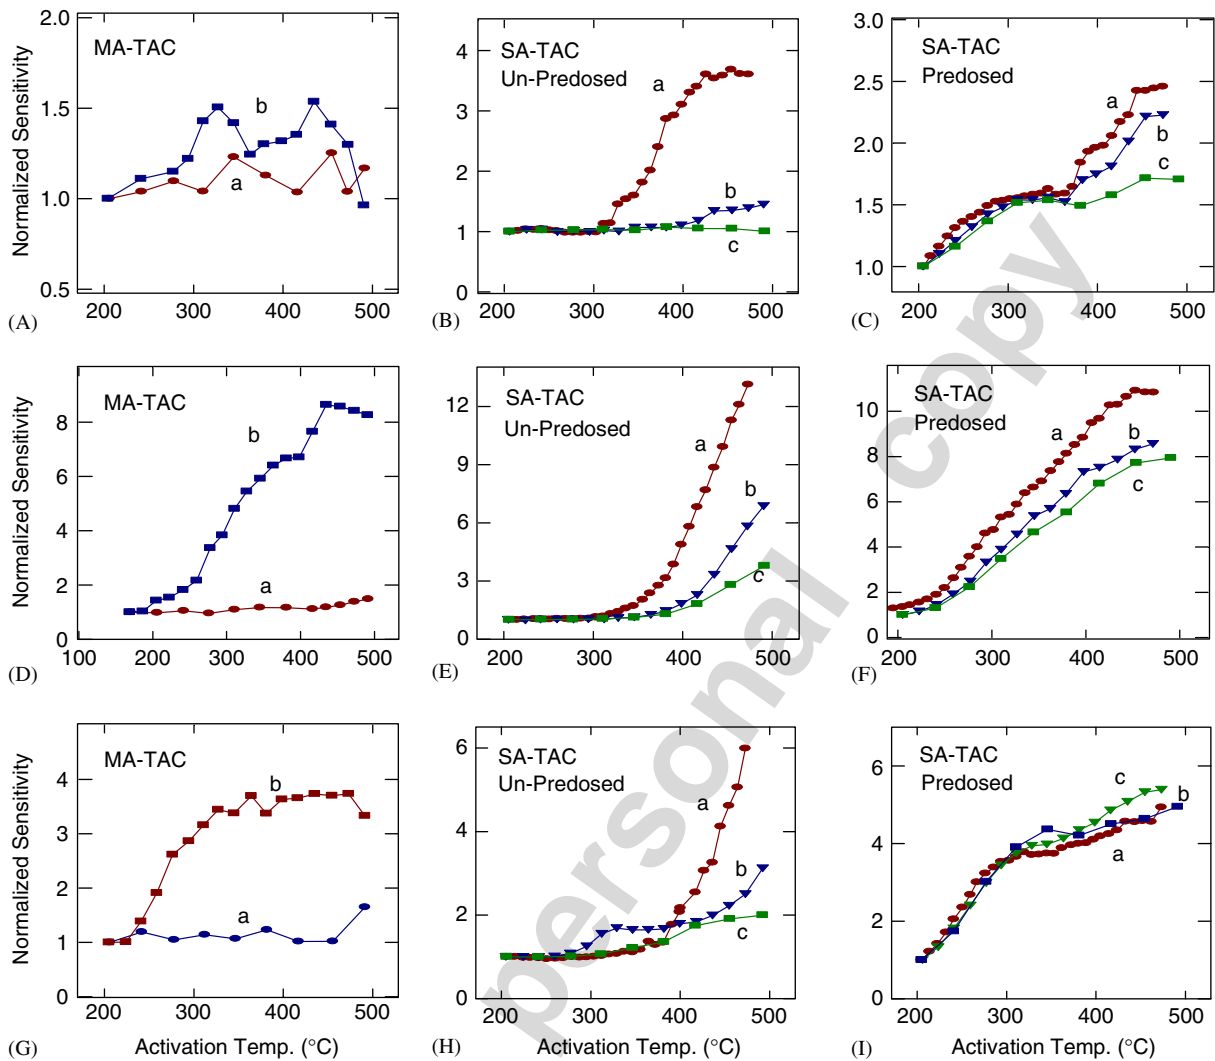 Normalized Sensitivity
2.0
1.5
1.0
0.5
MA-TAC
b
a
200
300
400
500
(A)
4
3
2
1
0
SA-TAC
Un-Predosed
a
b
c
200
300
400
500
(B)
3.0
2.5
2.0
1.5
1.0
SA-TAC
Predosed
a
b
c
200
300
400
500
(C)
Normalized Sensitivity
8
6
4
2
0
MA-TAC
b
a
100
200
300
400
500
(D)
12
9
6
3
0
SA-TAC
Un-Predosed
a
b
c
200
300
400
500
(E)
10
8
6
4
2
0
SA-TAC
Predosed
a
b
c
200
300
400
500
(F)
Normalized Sensitivity
4
3
2
1
0
MA-TAC
b
a
200
300
400
500
(G)
Activation Temp. (°C)
6
4
2
0
SA-TAC
Un-Predosed
a
b
c
200
300
400
500
(H)
Activation Temp. (°C)
6
4
2
0
SA-TAC
Predosed
c
b
a
200
300
400
500
(I)
Activation Temp. (°C)
personal copy